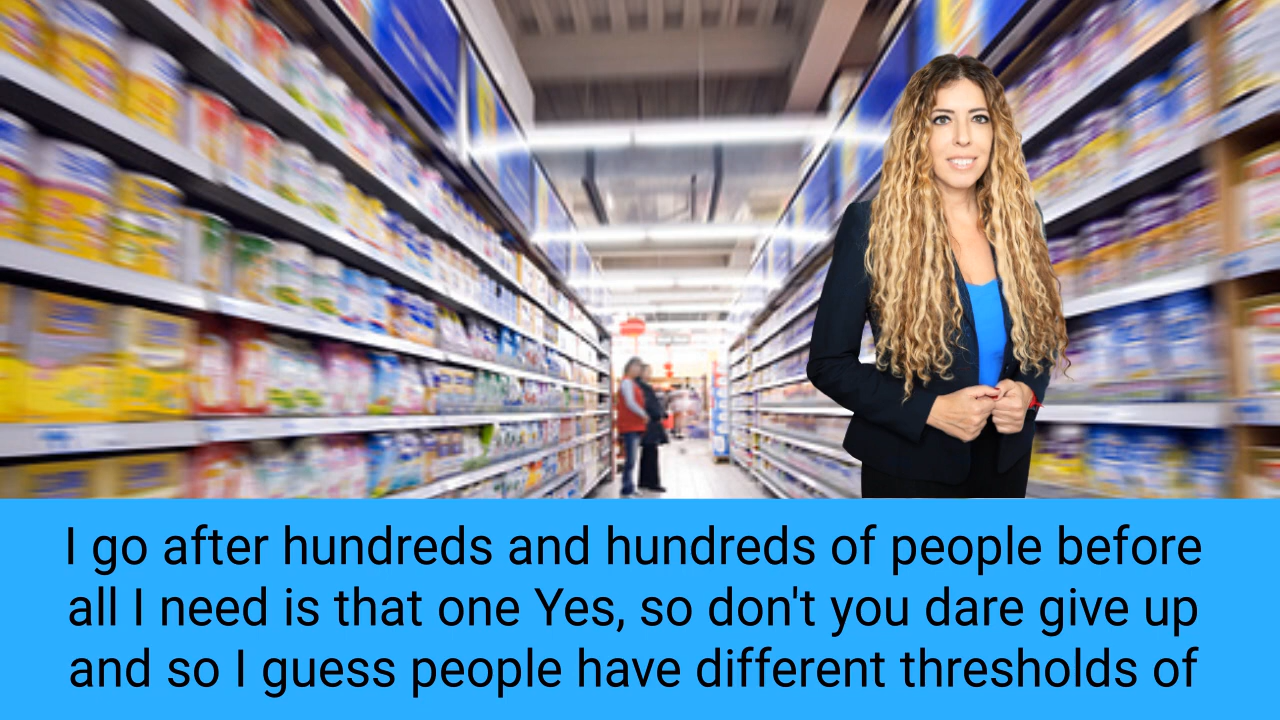 I go after hundreds and hundreds of people before
all I need is that one Yes, so don't you dare give up
and so I guess people have different thresholds of